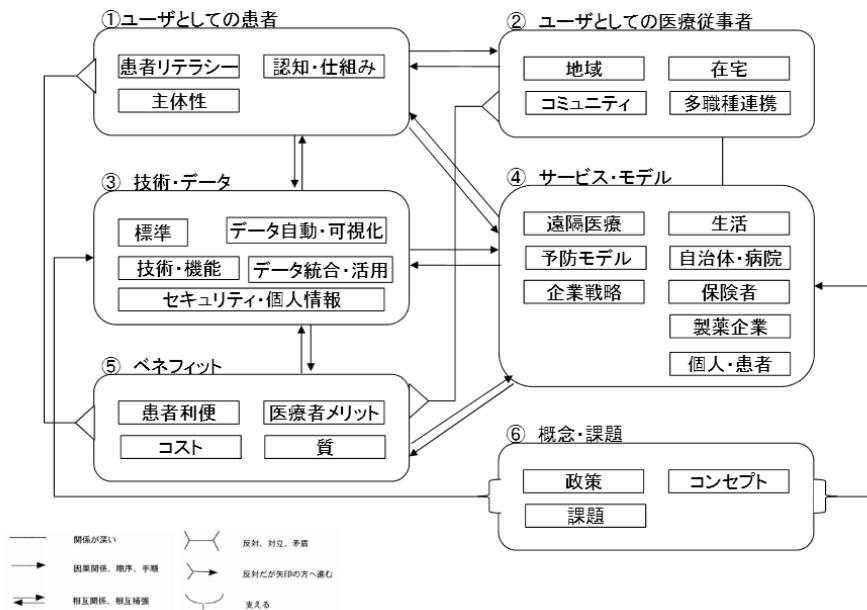 ①ユーザとしての患者
患者リテラシー
認知・仕組み
主体性
② ユーザとしての医療従事者
地域
在宅
コミュニティ
多職種連携
③ 技術・データ
標準
データ自動・可視化
技術・機能
データ統合・活用
セキュリティ・個人情報
④ サービス・モデル
遠隔医療
生活
予防モデル
自治体・病院
企業戦略
保険者
製薬企業
個人・患者
⑤ ベネフィット
患者利便
医療者メリット
コスト
質
⑥ 概念・課題
政策
コンセプト
課題
関係が深い
反対、対立、矛盾
因果関係、順序、手順
反対だが矢印の方へ進む
相互関係、相互補強
支える